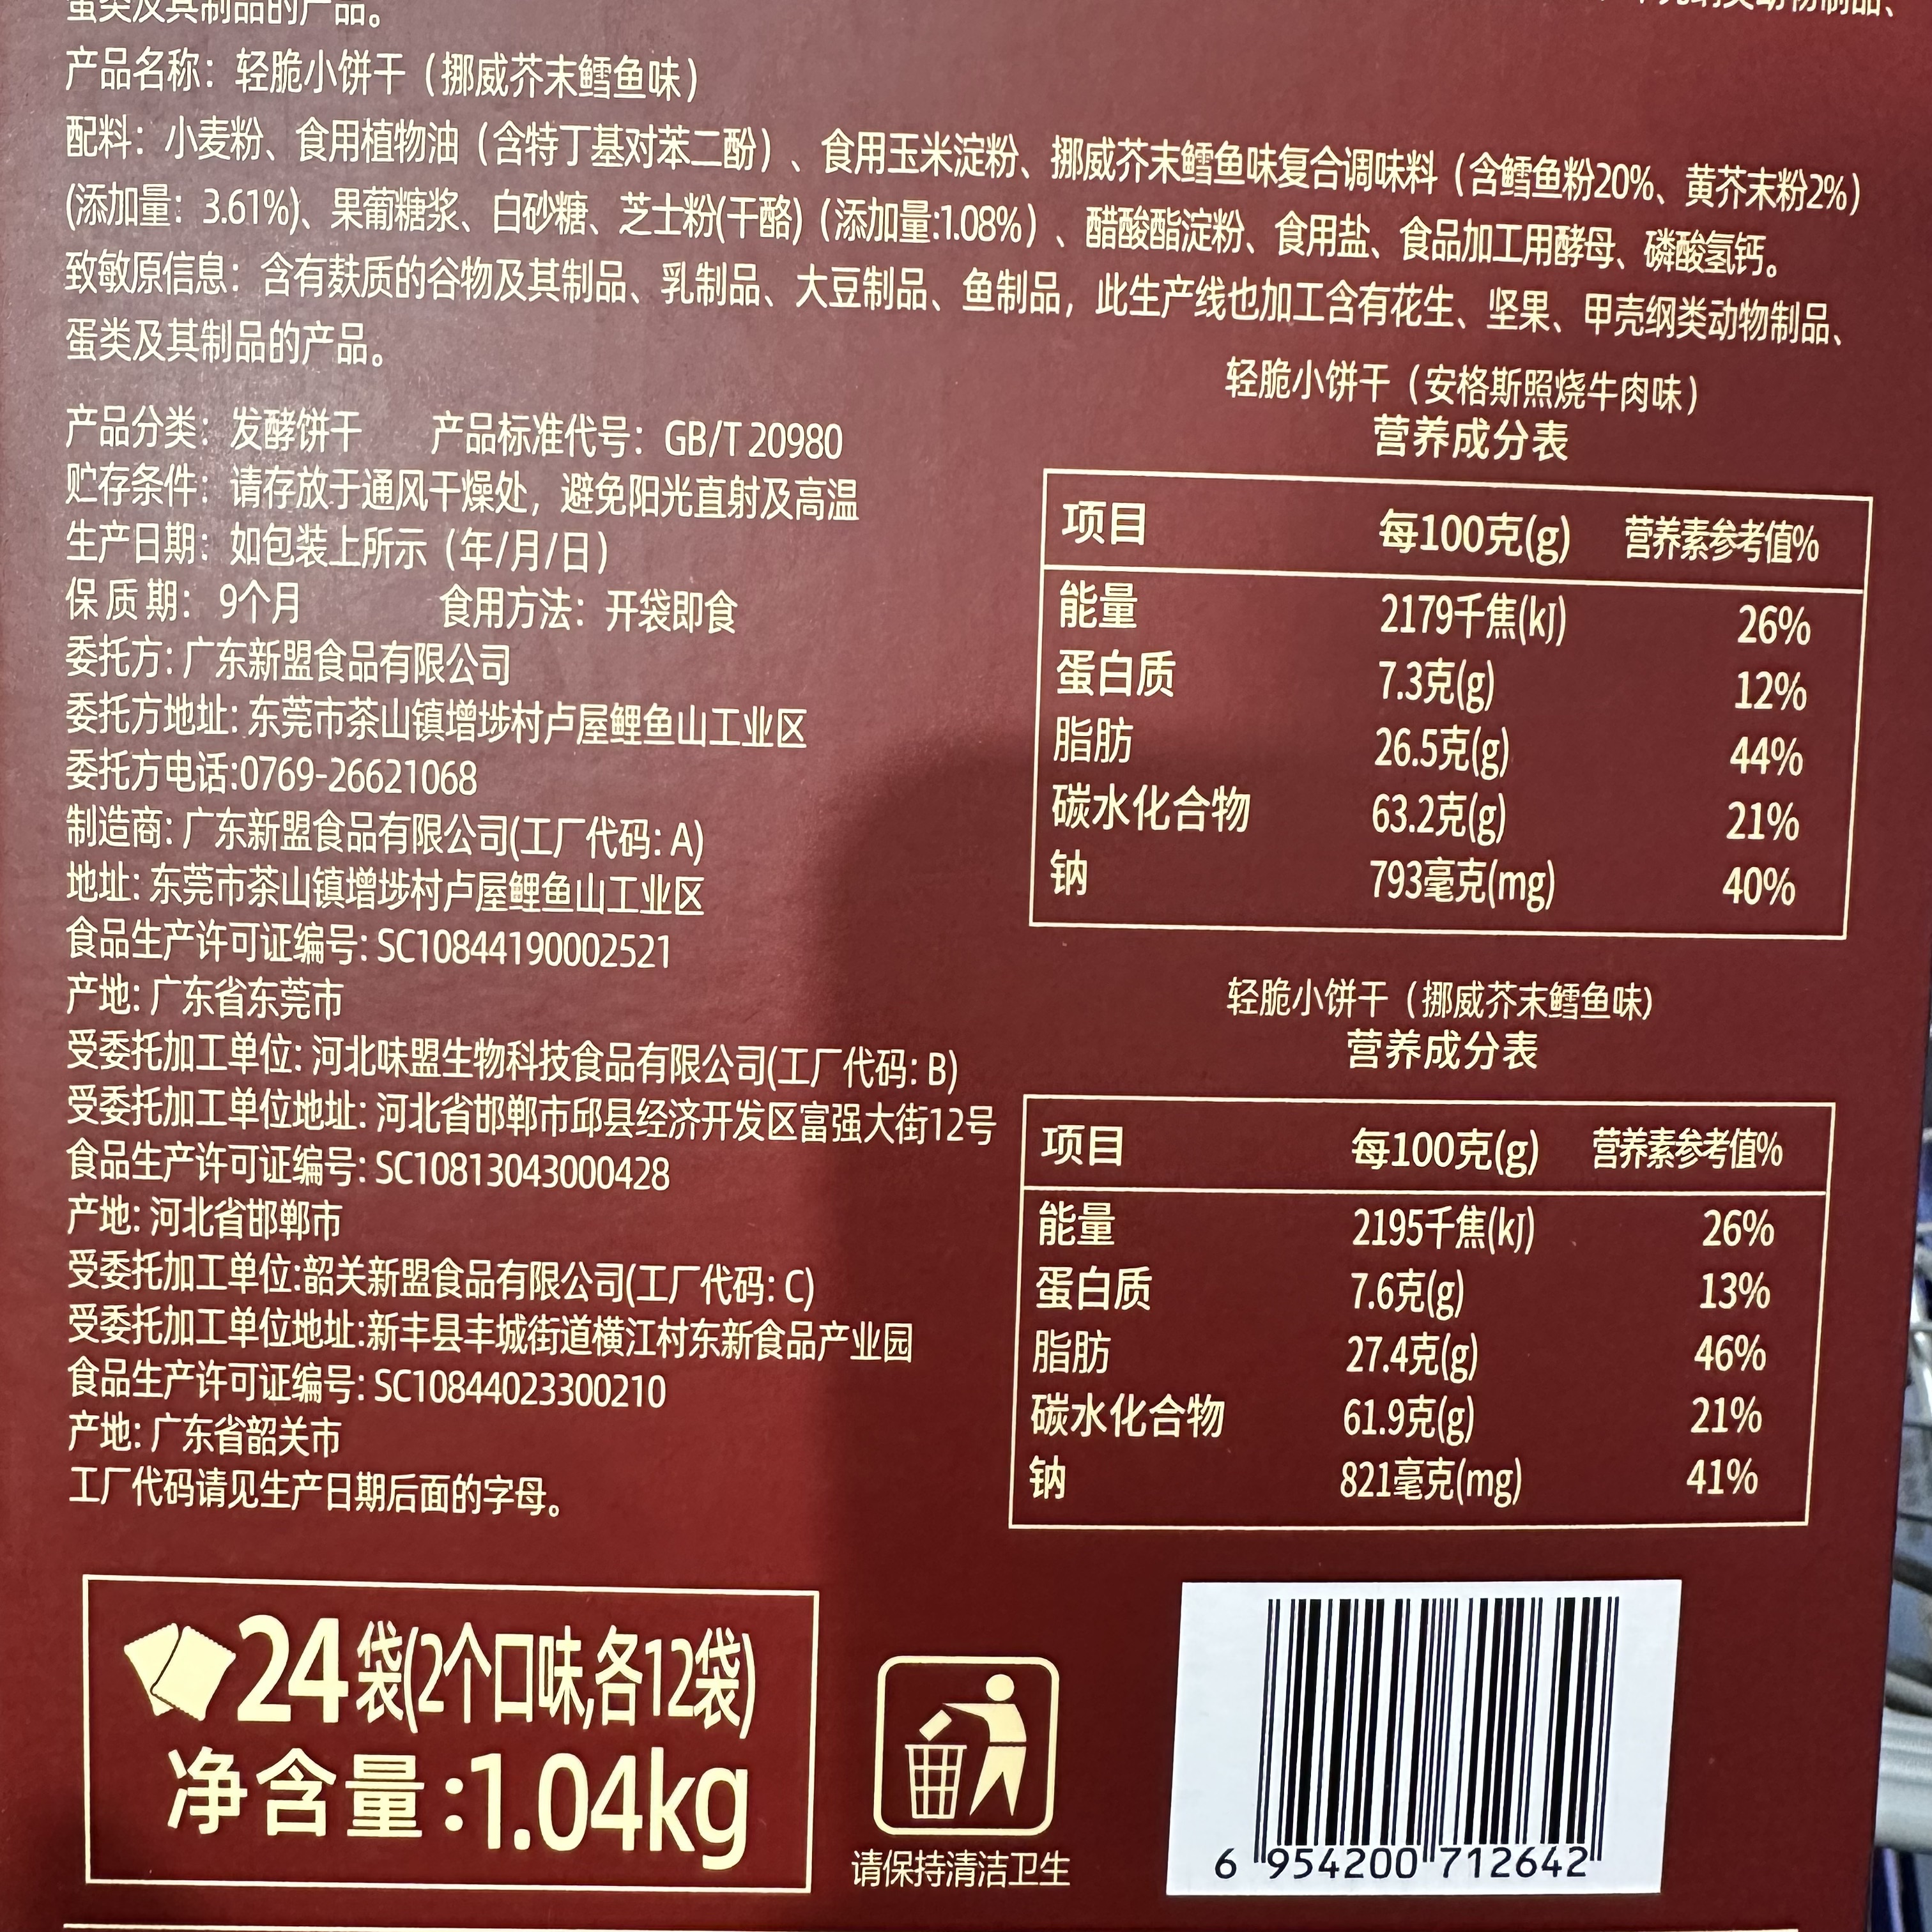 蛋类及其制品的产品。
产品名称：轻脆小饼干（挪威芥末鳕鱼味）
配料：小麦粉、食用植物油（含特丁基对苯二酚）、食用玉米淀粉、挪威芥末鳕鱼味复合调味料（含鳕鱼粉20%、黄芥末粉2%）
(添加量：3.61%)、果葡糖浆、白砂糖、芝士粉(干酪)（添加量:1.08%）、醋酸酯淀粉、食用盐、食品加工用酵母、磷酸氢钙。
致敏原信息：含有麸质的谷物及其制品、乳制品、大豆制品、鱼制品，此生产线也加工含有花生、坚果、甲壳纲类动物制品、
蛋类及其制品的产品。
产品分类：发酵饼干 产品标准代号：GB/T 20980
贮存条件：请存放于通风干燥处，避免阳光直射及高温
生产日期：如包装上所示（年/月/日）
保质期：9个月 食用方法：开袋即食
委托方:广东新盟食品有限公司
委托方地址:东莞市茶山镇增埗村卢屋鲤鱼山工业区
委托方电话:0769-26621068
制造商:广东新盟食品有限公司(工厂代码: A)
地址:东莞市茶山镇增埗村卢屋鲤鱼山工业区
食品生产许可证编号: SC10844190002521
产地:广东省东莞市
受委托加工单位:河北味盟生物科技食品有限公司(工厂代码: B)
受委托加工单位地址:河北省邯郸市邱县经济开发区富强大街12号
食品生产许可证编号: SC10813043000428
产地:河北省邯郸市
受委托加工单位:韶关新盟食品有限公司(工厂代码: C)
受委托加工单位地址:新丰县丰城街道横江村东新食品产业园
食品生产许可证编号: SC10844023300210
产地:广东省韶关市
工厂代码请见生产日期后面的字母。
轻脆小饼干（安格斯照烧牛肉味）
营养成分表
项目 每100克(g) 营养素参考值%
能量 2179千焦(kJ) 26%
蛋白质 7.3克(g) 12%
脂肪 26.5克(g) 44%
碳水化合物 63.2克(g) 21%
钠 793毫克(mg) 40%
轻脆小饼干（挪威芥末鳕鱼味）
营养成分表
项目 每100克(g) 营养素参考值%
能量 2195千焦(kJ) 26%
蛋白质 7.6克(g) 13%
脂肪 27.4克(g) 46%
碳水化合物 61.9克(g) 21%
钠 821毫克(mg) 41%
24袋(2个口味,各12袋)
净含量:1.04kg
请保持清洁卫生
6 954200 712642